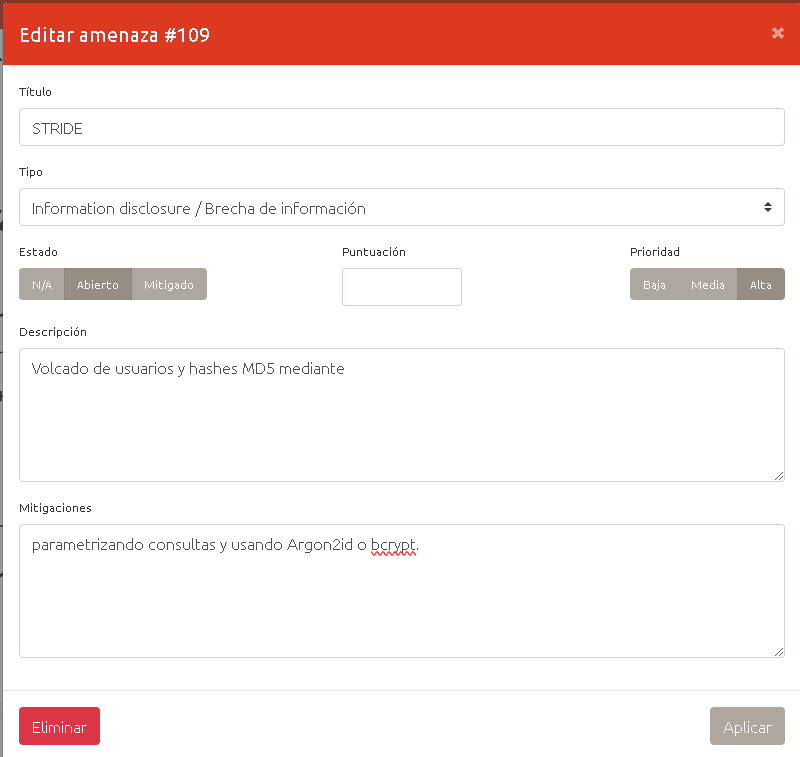 Editar amenaza #109
×
Título
STRIDE
Tipo
Information disclosure / Brecha de información
Estado
Puntuación
Prioridad
N/A Abierto Mitigado
Baja Media Alta
Descripción
Volcado de usuarios y hashes MD5 mediante
Mitigaciones
parametrizando consultas y usando Argon2id o bcrypt.
Eliminar
Aplicar